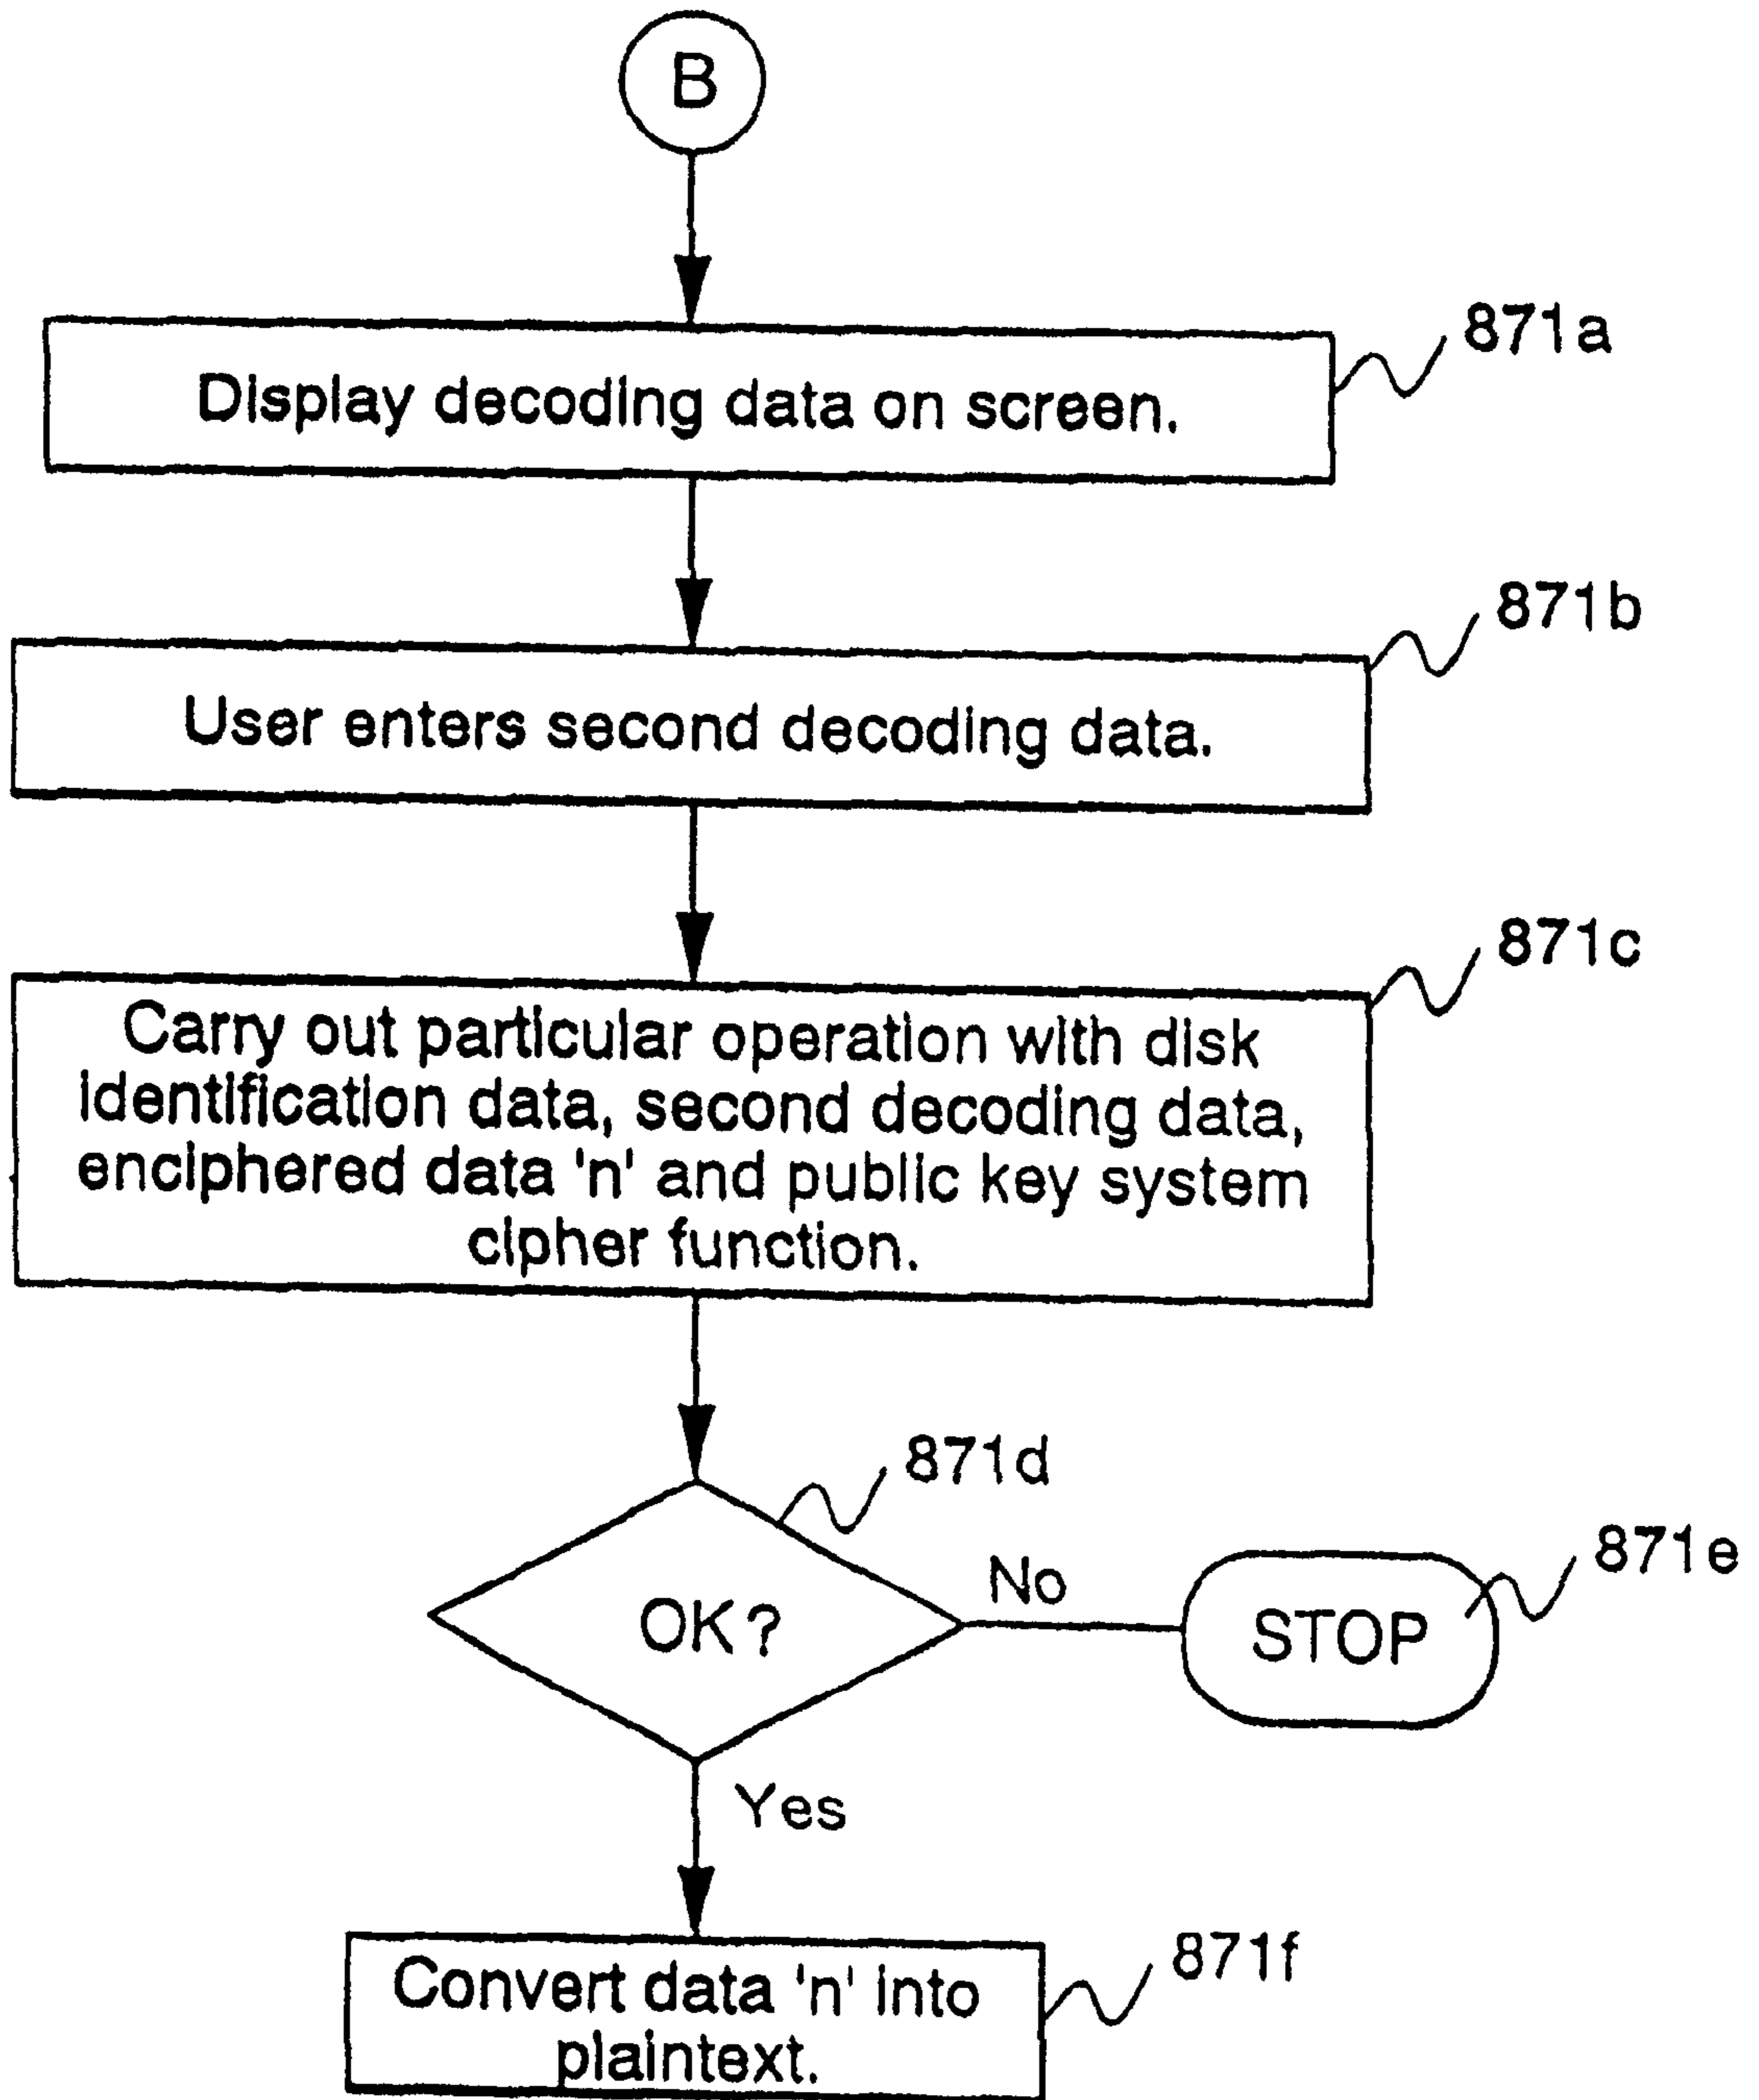 B
871a
Display decoding data on screen.
871b
User enters second decoding data.
871c
Carry out particular operation with disk
identification data, second decoding data,
enciphered data 'n' and public key system
cipher function.
871d
OK?
No
871e
STOP
Yes
871f
Convert data 'n' into
plaintext.